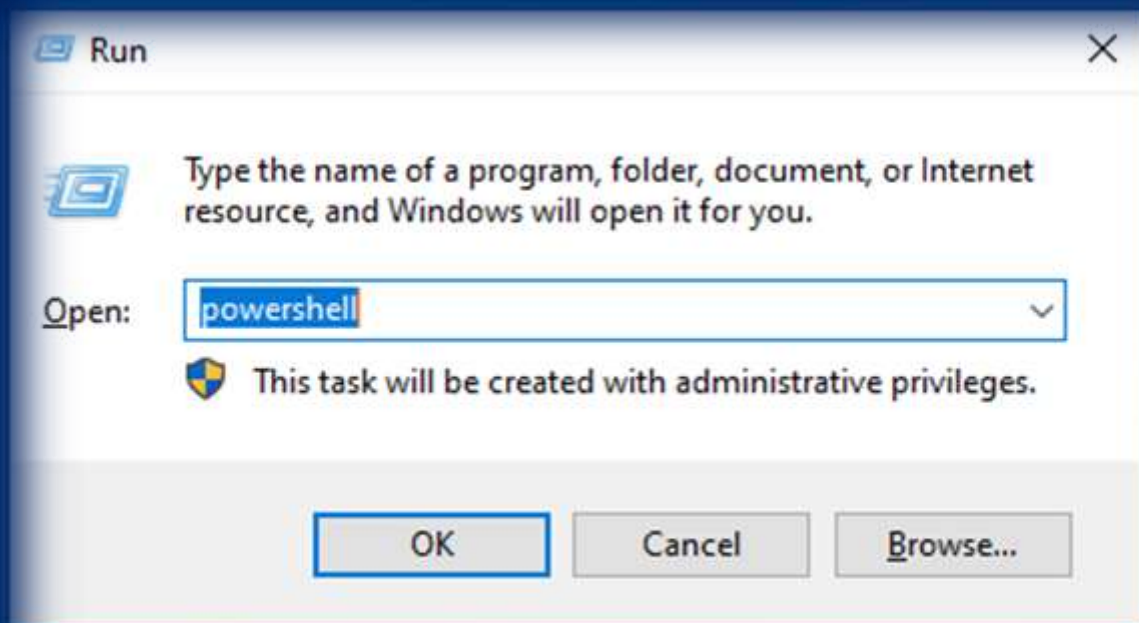 Run
Type the name of a program, folder, document, or Internet
resource, and Windows will open it for you.
Open:
powershell
This task will be created with administrative privileges.
OK
Cancel
Browse...